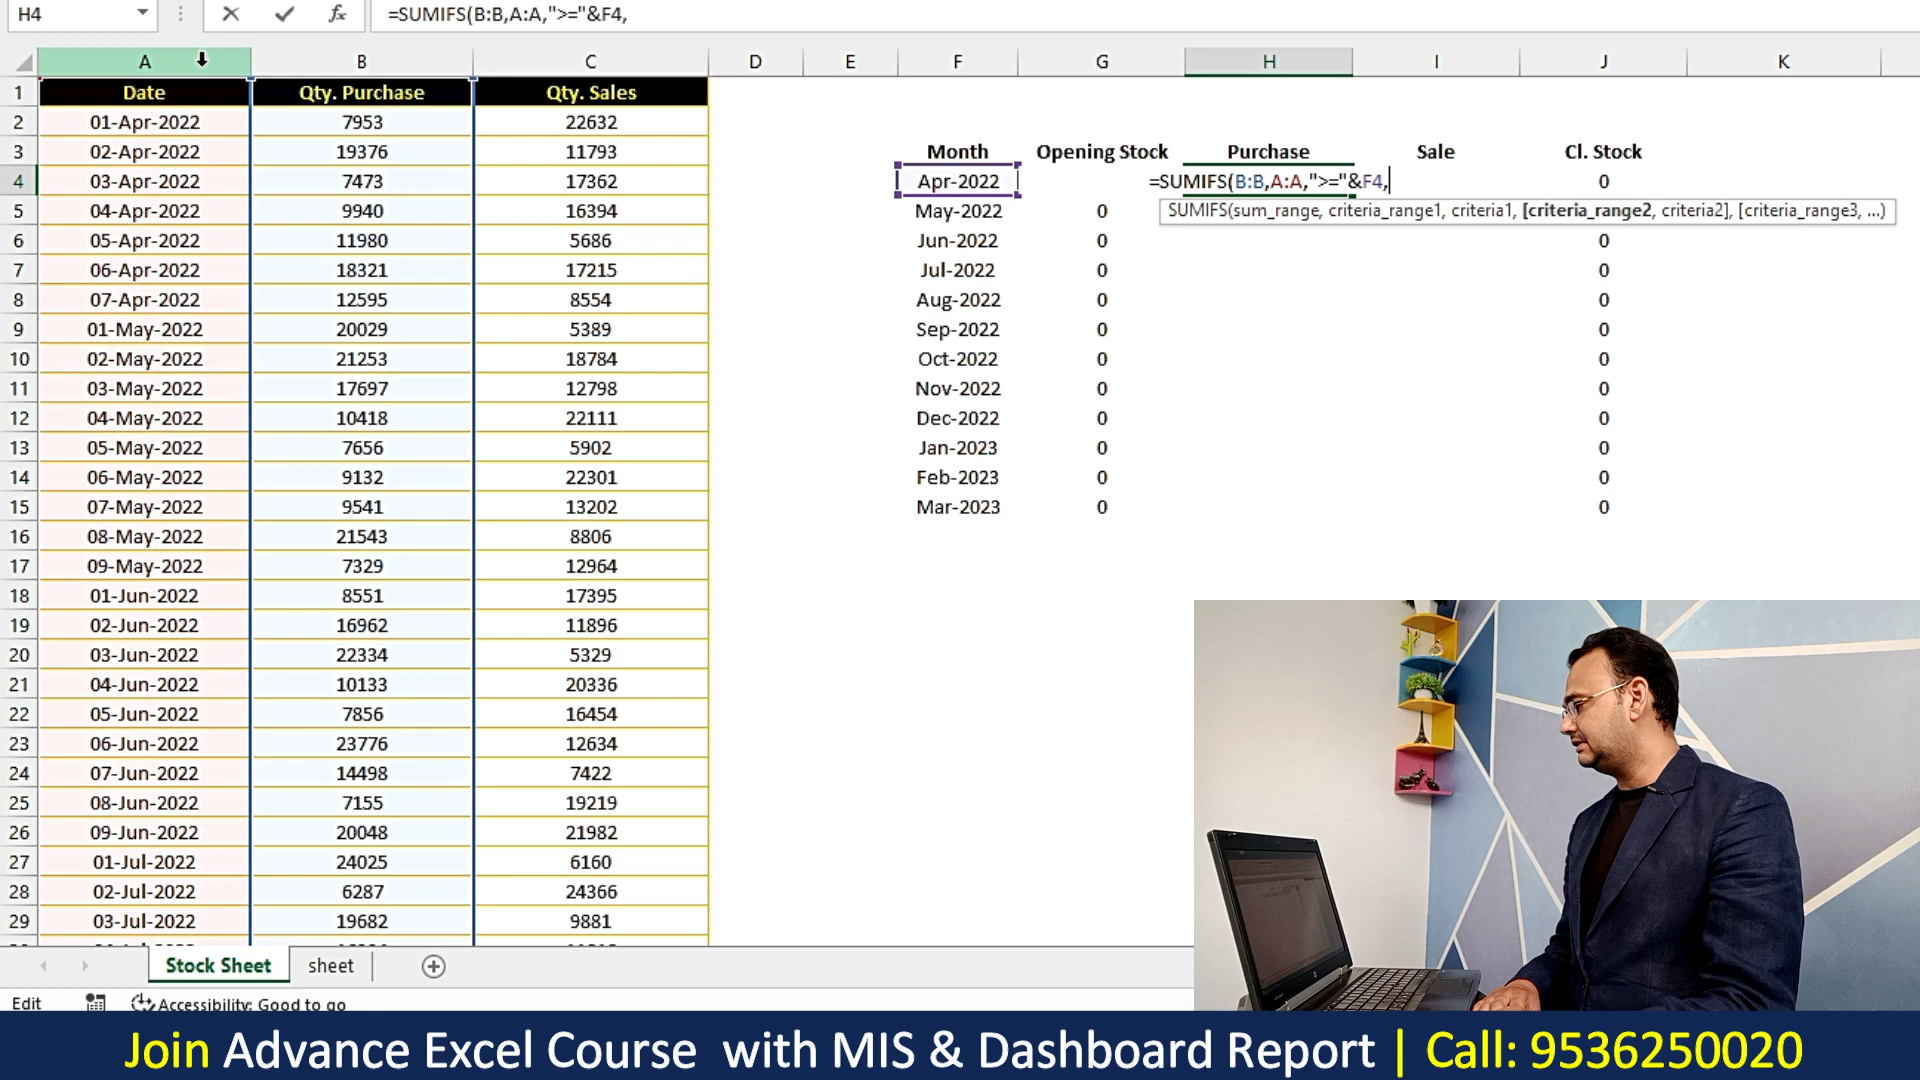 H4 fx =SUMIFS(B:B,A:A,">="&F4,
A B C D E F G H I J K
1 Date Qty. Purchase Qty. Sales
2 01-Apr-2022 7953 22632
3 02-Apr-2022 19376 11793 Month Opening Stock Purchase Sale Cl. Stock
4 03-Apr-2022 7473 17362 Apr-2022 =SUMIFS(B:B,A:A,">="&F4, 0
5 04-Apr-2022 9940 16394 May-2022 0 SUMIFS(sum_range, criteria_range1, criteria1, [criteria_range2, criteria2], [criteria_range3, ...)
6 05-Apr-2022 11980 5686 Jun-2022 0 0
7 06-Apr-2022 18321 17215 Jul-2022 0 0
8 07-Apr-2022 12595 8554 Aug-2022 0 0
9 01-May-2022 20029 5389 Sep-2022 0 0
10 02-May-2022 21253 18784 Oct-2022 0 0
11 03-May-2022 17697 12798 Nov-2022 0 0
12 04-May-2022 10418 22111 Dec-2022 0 0
13 05-May-2022 7656 5902 Jan-2023 0 0
14 06-May-2022 9132 22301 Feb-2023 0 0
15 07-May-2022 9541 13202 Mar-2023 0 0
16 08-May-2022 21543 8806
17 09-May-2022 7329 12964
18 01-Jun-2022 8551 17395
19 02-Jun-2022 16962 11896
20 03-Jun-2022 22334 5329
21 04-Jun-2022 10133 20336
22 05-Jun-2022 7856 16454
23 06-Jun-2022 23776 12634
24 07-Jun-2022 14498 7422
25 08-Jun-2022 7155 19219
26 09-Jun-2022 20048 21982
27 01-Jul-2022 24025 6160
28 02-Jul-2022 6287 24366
29 03-Jul-2022 19682 9881
Stock Sheet sheet
Edit Accessibility: Good to go
Join Advance Excel Course with MIS & Dashboard Report | Call: 9536250020